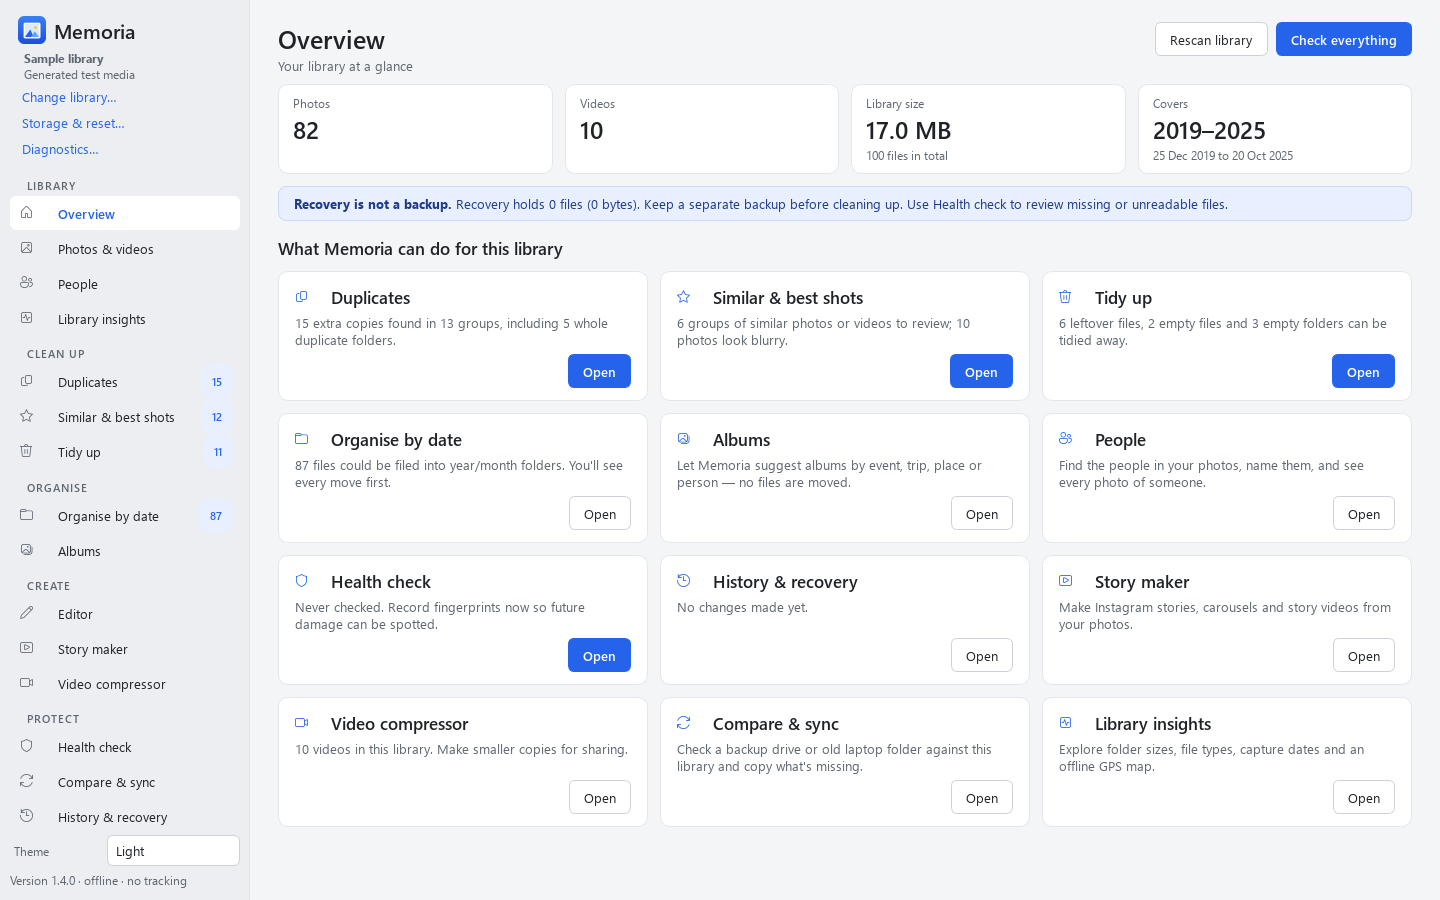 Memoria
Sample library
Generated test media
Change library...
Storage & reset...
Diagnostics...
LIBRARY
Overview
Photos & videos
People
Library insights
CLEAN UP
Duplicates 15
Similar & best shots 12
Tidy up 11
ORGANISE
Organise by date 87
Albums
CREATE
Editor
Story maker
Video compressor
PROTECT
Health check
Compare & sync
History & recovery
Theme Light
Version 1.4.0 · offline · no tracking
Overview
Your library at a glance
Rescan library
Check everything
Photos
82
Videos
10
Library size
17.0 MB
100 files in total
Covers
2019–2025
25 Dec 2019 to 20 Oct 2025
Recovery is not a backup. Recovery holds 0 files (0 bytes). Keep a separate backup before cleaning up. Use Health check to review missing or unreadable files.
What Memoria can do for this library
Duplicates
15 extra copies found in 13 groups, including 5 whole
duplicate folders.
Open
Similar & best shots
6 groups of similar photos or videos to review; 10
photos look blurry.
Open
Tidy up
6 leftover files, 2 empty files and 3 empty folders can be
tidied away.
Open
Organise by date
87 files could be filed into year/month folders. You'll see
every move first.
Open
Albums
Let Memoria suggest albums by event, trip, place or
person — no files are moved.
Open
People
Find the people in your photos, name them, and see
every photo of someone.
Open
Health check
Never checked. Record fingerprints now so future
damage can be spotted.
Open
History & recovery
No changes made yet.
Open
Story maker
Make Instagram stories, carousels and story videos from
your photos.
Open
Video compressor
10 videos in this library. Make smaller copies for sharing.
Open
Compare & sync
Check a backup drive or old laptop folder against this
library and copy what's missing.
Open
Library insights
Explore folder sizes, file types, capture dates and an
offline GPS map.
Open